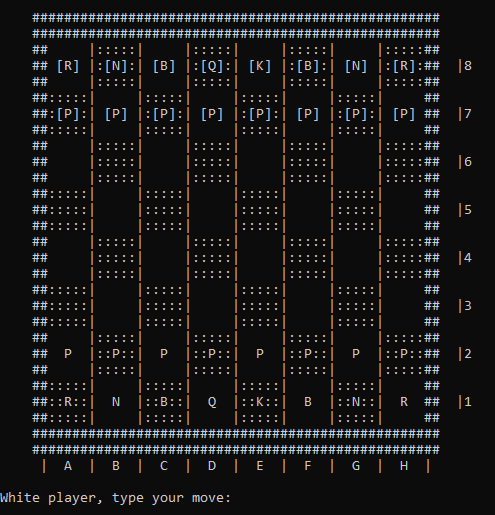 ###################################################
###################################################
##     |:::::|     |:::::|     |:::::|     |:::::##
## [R] |:[N]:| [B] |:[Q]:| [K] |:[B]:| [N] |:[R]:##  |8
##     |:::::|     |:::::|     |:::::|     |:::::##
##:::::|     |:::::|     |:::::|     |:::::|     ##
##:[P]:| [P] |:[P]:| [P] |:[P]:| [P] |:[P]:| [P] ##  |7
##:::::|     |:::::|     |:::::|     |:::::|     ##
##     |:::::|     |:::::|     |:::::|     |:::::##
##     |:::::|     |:::::|     |:::::|     |:::::##  |6
##     |:::::|     |:::::|     |:::::|     |:::::##
##:::::|     |:::::|     |:::::|     |:::::|     ##
##:::::|     |:::::|     |:::::|     |:::::|     ##  |5
##:::::|     |:::::|     |:::::|     |:::::|     ##
##     |:::::|     |:::::|     |:::::|     |:::::##
##     |:::::|     |:::::|     |:::::|     |:::::##  |4
##     |:::::|     |:::::|     |:::::|     |:::::##
##:::::|     |:::::|     |:::::|     |:::::|     ##
##:::::|     |:::::|     |:::::|     |:::::|     ##  |3
##:::::|     |:::::|     |:::::|     |:::::|     ##
##     |:::::|     |:::::|     |:::::|     |:::::##
##  P  |::P::|  P  |::P::|  P  |::P::|  P  |::P::##  |2
##     |:::::|     |:::::|     |:::::|     |:::::##
##:::::|     |:::::|     |:::::|     |:::::|     ##
##::R::|  N  |::B::|  Q  |::K::|  B  |::N::|  R  ##  |1
##:::::|     |:::::|     |:::::|     |:::::|     ##
###################################################
###################################################
|  A  |  B  |  C  |  D  |  E  |  F  |  G  |  H  |
White player, type your move: